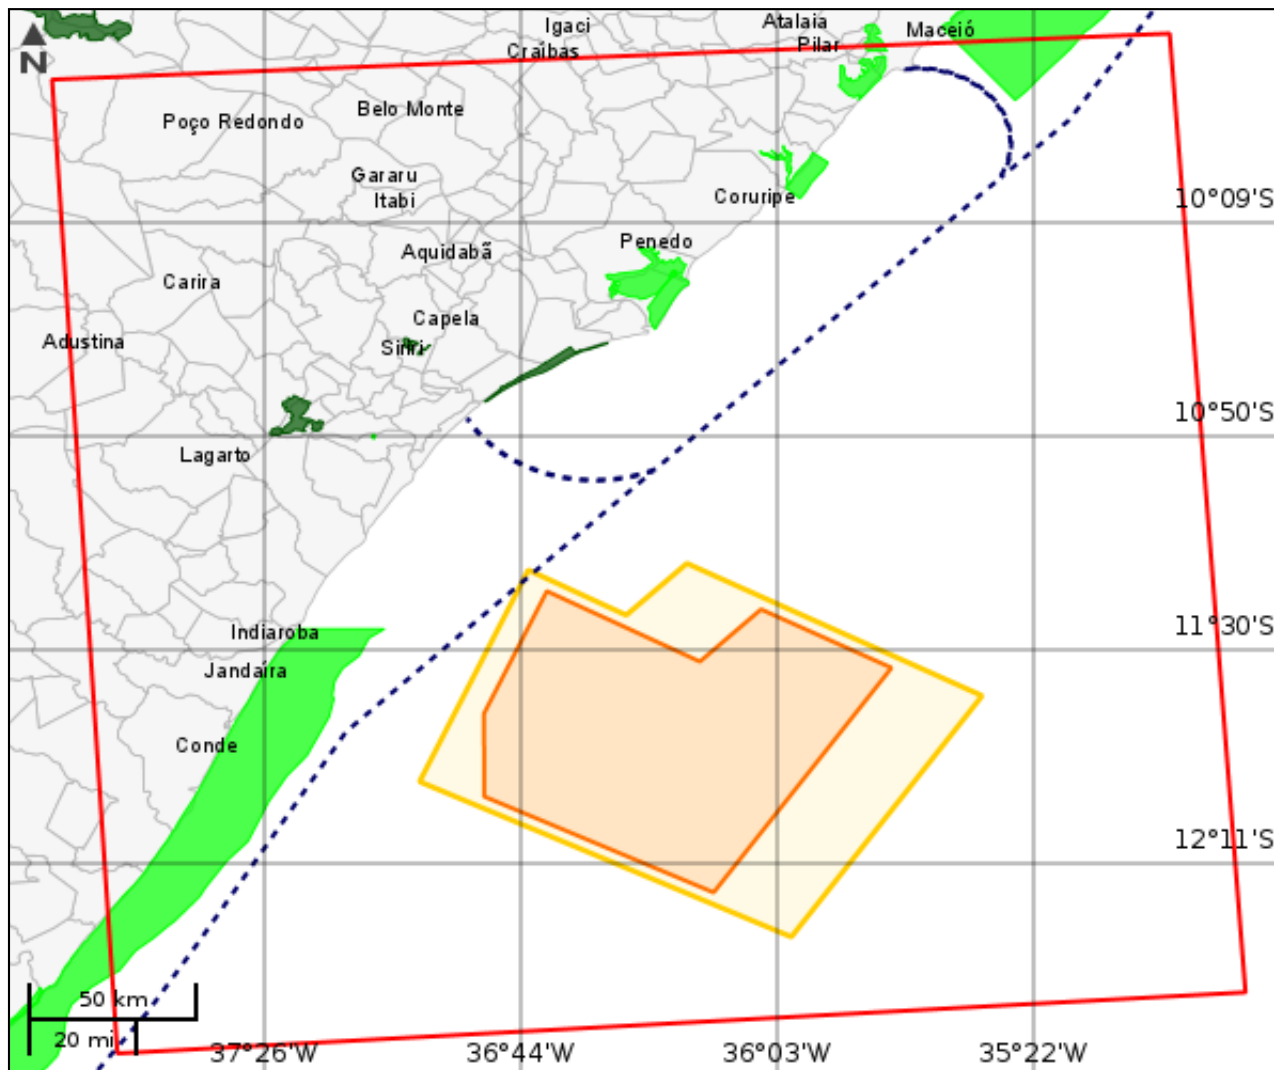 Igaci
Atalaia
Maceió
N
Craíbas
Pilar
Belo Monte
Poço Redondo
Gararu
Itabi
Coruripe
10°09'S
Penedo
Aquidabã
Carira
Capela
Adustina
Siriri
10°50'S
Lagarto
Indiaroba
11°30'S
Jandaíra
Conde
12°11'S
50 km
20 mi
37°26'W
36°44'W
36°03'W
35°22'W